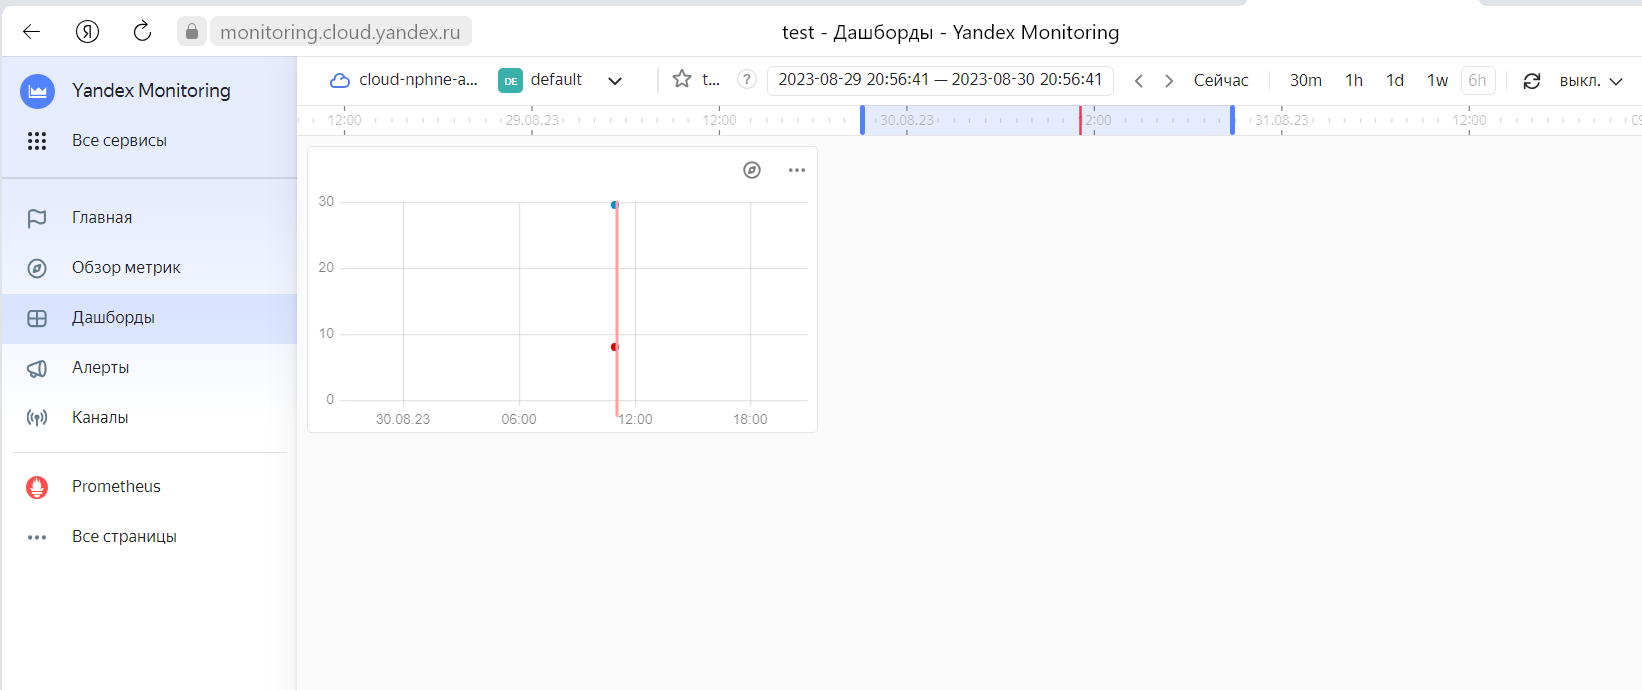 Я
monitoring.cloud.yandex.ru
test - Дашборды - Yandex Monitoring
Yandex Monitoring
cloud-nphne-a...
DE
default
t...
?
2023-08-29 20:56:41 — 2023-08-30 20:56:41
Сейчас
30m
1h
1d
1w
6h
выкл.
12:00
29.08.23
12:00
30.08.23
12:00
31.08.23
12:00
Все сервисы
Главная
Обзор метрик
Дашборды
Алерты
Каналы
Prometheus
Все страницы
30
20
10
0
30.08.23
06:00
12:00
18:00